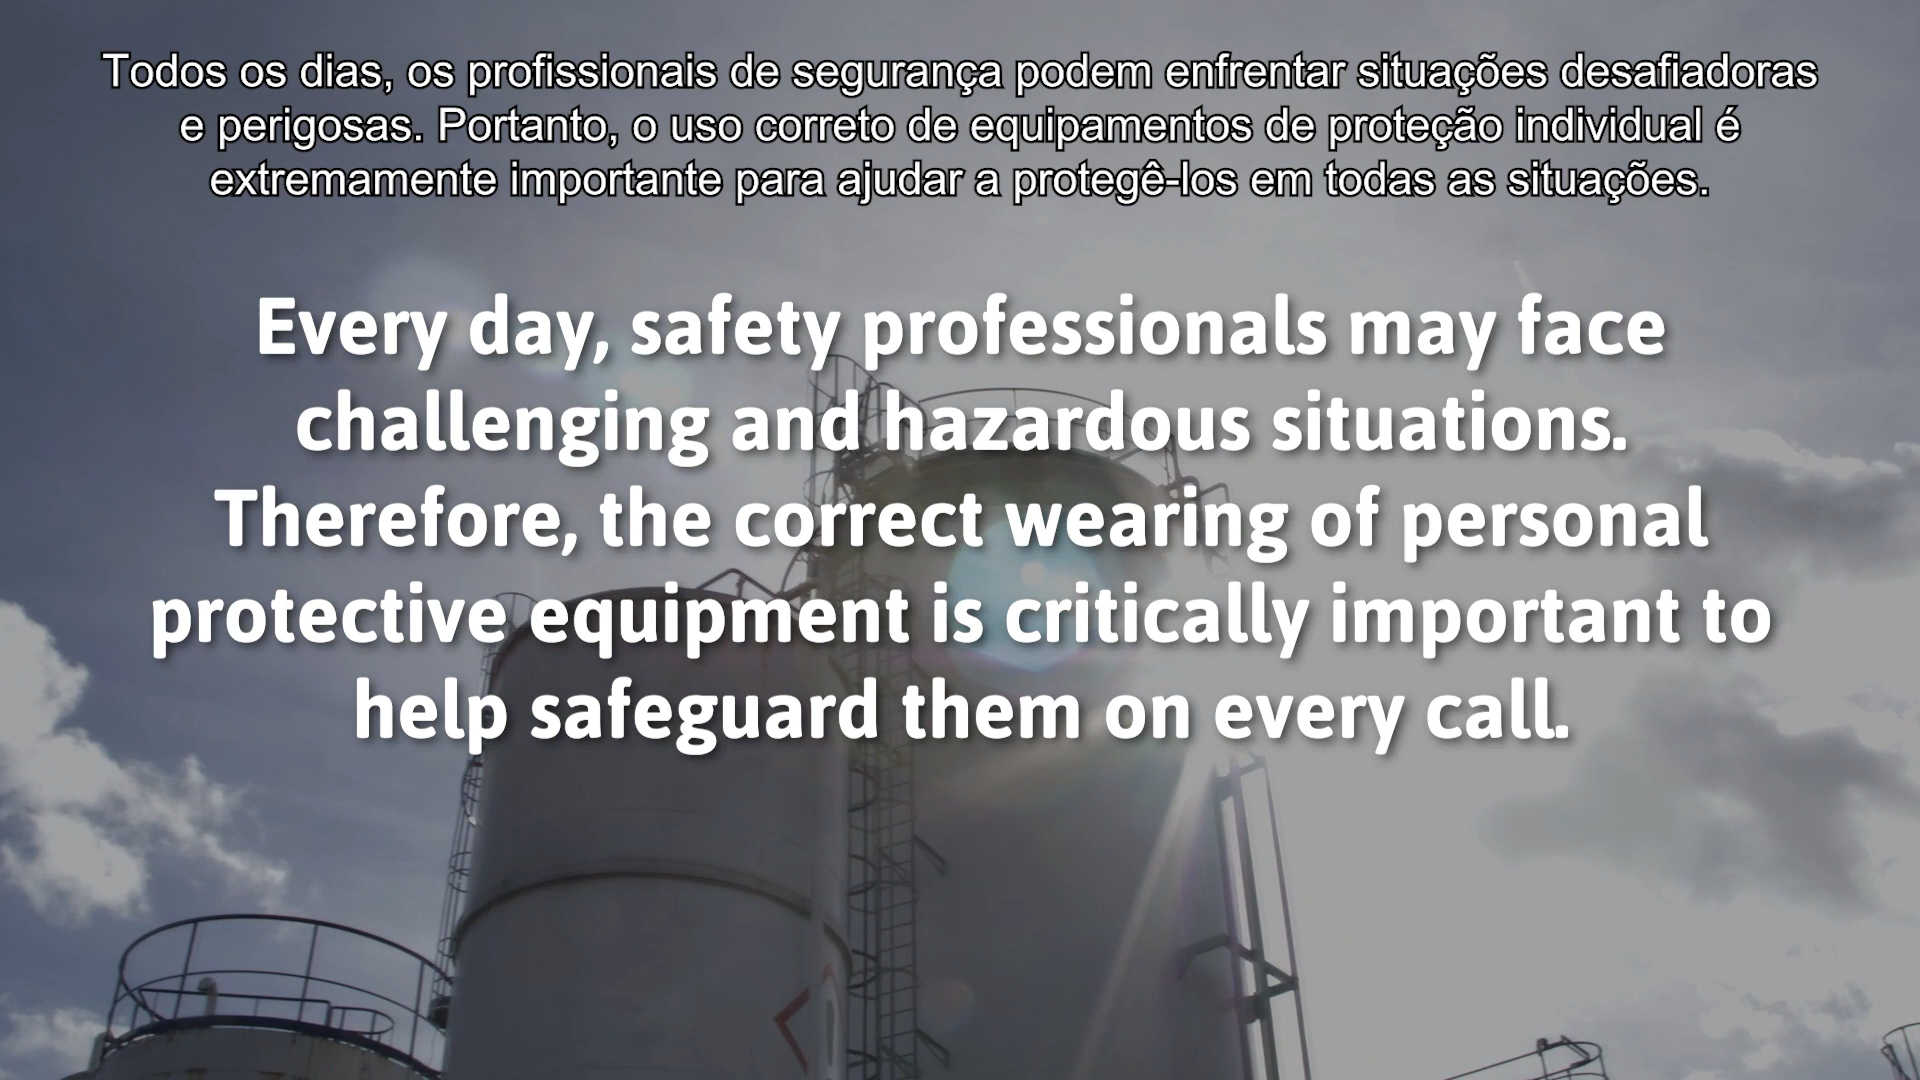 Todos os dias, os profissionais de segurança podem enfrentar situações desafiadoras
e perigosas. Portanto, o uso correto de equipamentos de proteção individual é
extremamente importante para ajudar a protegê-los em todas as situações.
Every day, safety professionals may face
challenging and hazardous situations.
Therefore, the correct wearing of personal
protective equipment is critically important to
help safeguard them on every call.